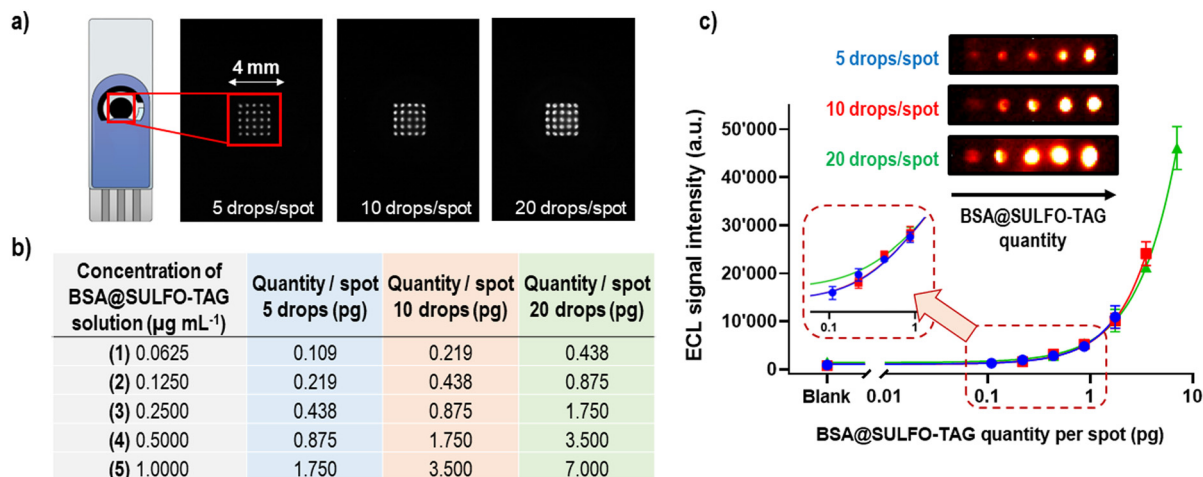 a)
4 mm
5 drops/spot
10 drops/spot
20 drops/spot
b)
Concentration of BSA@SULFO-TAG solution (µg mL⁻¹) Quantity / spot 5 drops (pg) Quantity / spot 10 drops (pg) Quantity / spot 20 drops (pg)
(1) 0.0625 0.109 0.219 0.438
(2) 0.1250 0.219 0.438 0.875
(3) 0.2500 0.438 0.875 1.750
(4) 0.5000 0.875 1.750 3.500
(5) 1.0000 1.750 3.500 7.000
c)
5 drops/spot
10 drops/spot
20 drops/spot
BSA@SULFO-TAG
quantity
ECL signal intensity (a.u.)
50'000
40'000
30'000
20'000
10'000
0
0.1 1
Blank 0.01 0.1 1 10
BSA@SULFO-TAG quantity per spot (pg)